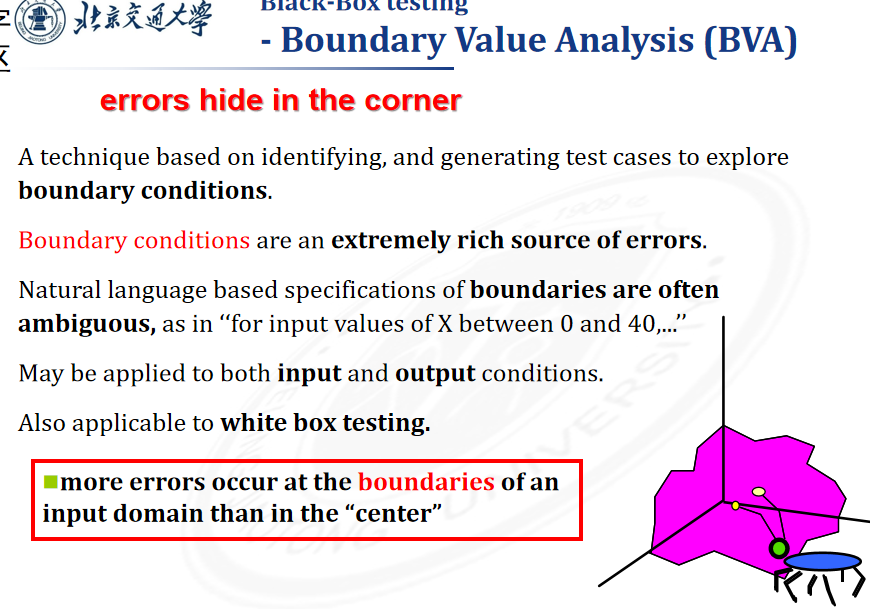 北京交通大学
Black-Box testing
- Boundary Value Analysis (BVA)
errors hide in the corner
A technique based on identifying, and generating test cases to explore
boundary conditions.
Boundary conditions are an extremely rich source of errors.
Natural language based specifications of boundaries are often
ambiguous, as in ‘‘for input values of X between 0 and 40,...’’
May be applied to both input and output conditions.
Also applicable to white box testing.
more errors occur at the boundaries of an
input domain than in the “center”